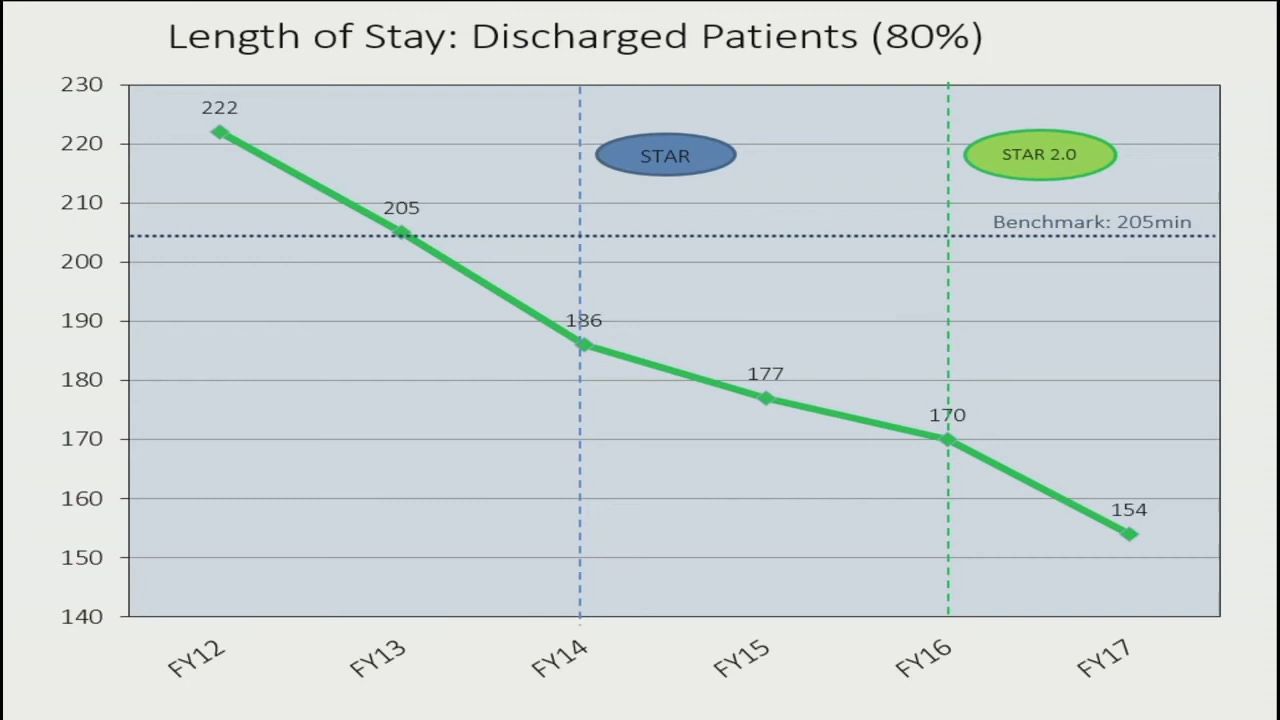 Length of Stay: Discharged Patients (80%)
230
220
210
200
190
180
170
160
150
140
222
205
186
177
170
154
STAR
STAR 2.0
Benchmark: 205min
FY12
FY13
FY14
FY15
FY16
FY17